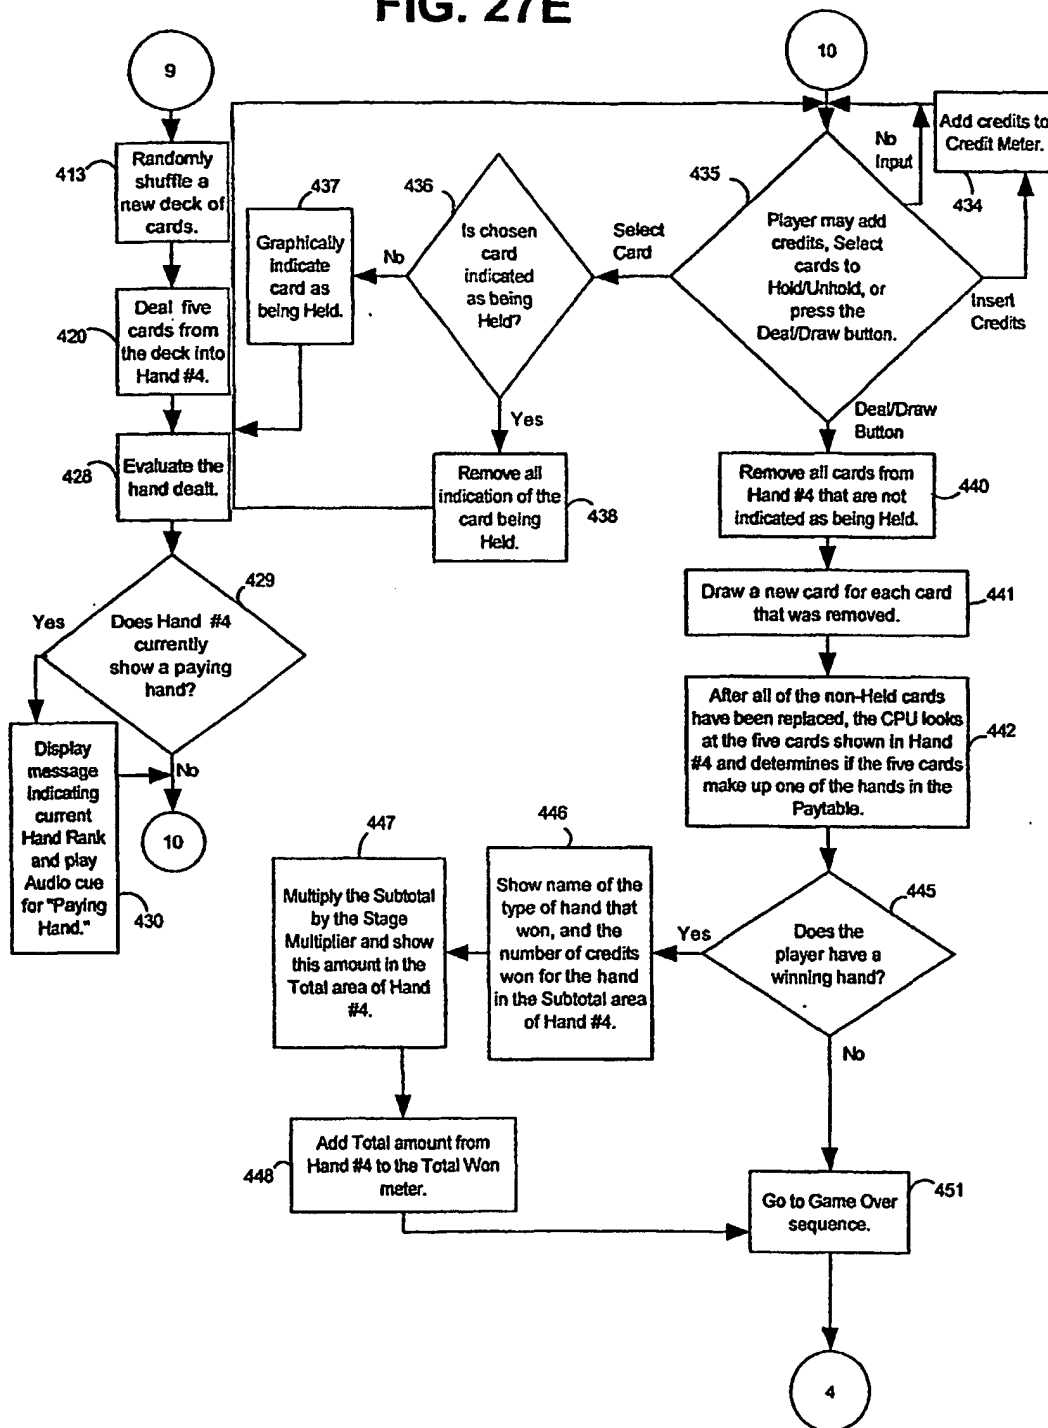 FIG. 27E
9
413
Randomly
shuffle a
new deck of
cards.
420
Deal five
cards from
the deck into
Hand #4.
428
Evaluate the
hand dealt.
429
Does Hand #4
currently
show a paying
hand?
Yes
No
Display
message
indicating
current
Hand Rank
and play
Audio cue
for "Paying
Hand."
430
10
10
Add credits to
Credit Meter.
434
No
Input
435
Player may add
credits, Select
cards to
Hold/Unhold, or
press the
Deal/Draw button.
Insert
Credits
Select
Card
436
Is chosen
card
indicated
as being
Held?
No
437
Graphically
indicate
card as
being Held.
Yes
Remove all
indication of the
card being
Held.
438
Deal/Draw
Button
Remove all cards from
Hand #4 that are not
indicated as being Held.
440
Draw a new card for each card
that was removed.
441
After all of the non-Held cards
have been replaced, the CPU looks
at the five cards shown in Hand
#4 and determines if the five cards
make up one of the hands in the
Paytable.
442
445
Does the
player have a
winning hand?
Yes
446
Show name of the
type of hand that
won, and the
number of credits
won for the hand
in the Subtotal area
of Hand #4.
447
Multiply the Subtotal
by the Stage
Multiplier and show
this amount in the
Total area of Hand
#4.
448
Add Total amount from
Hand #4 to the Total Won
meter.
No
Go to Game Over
sequence.
451
4